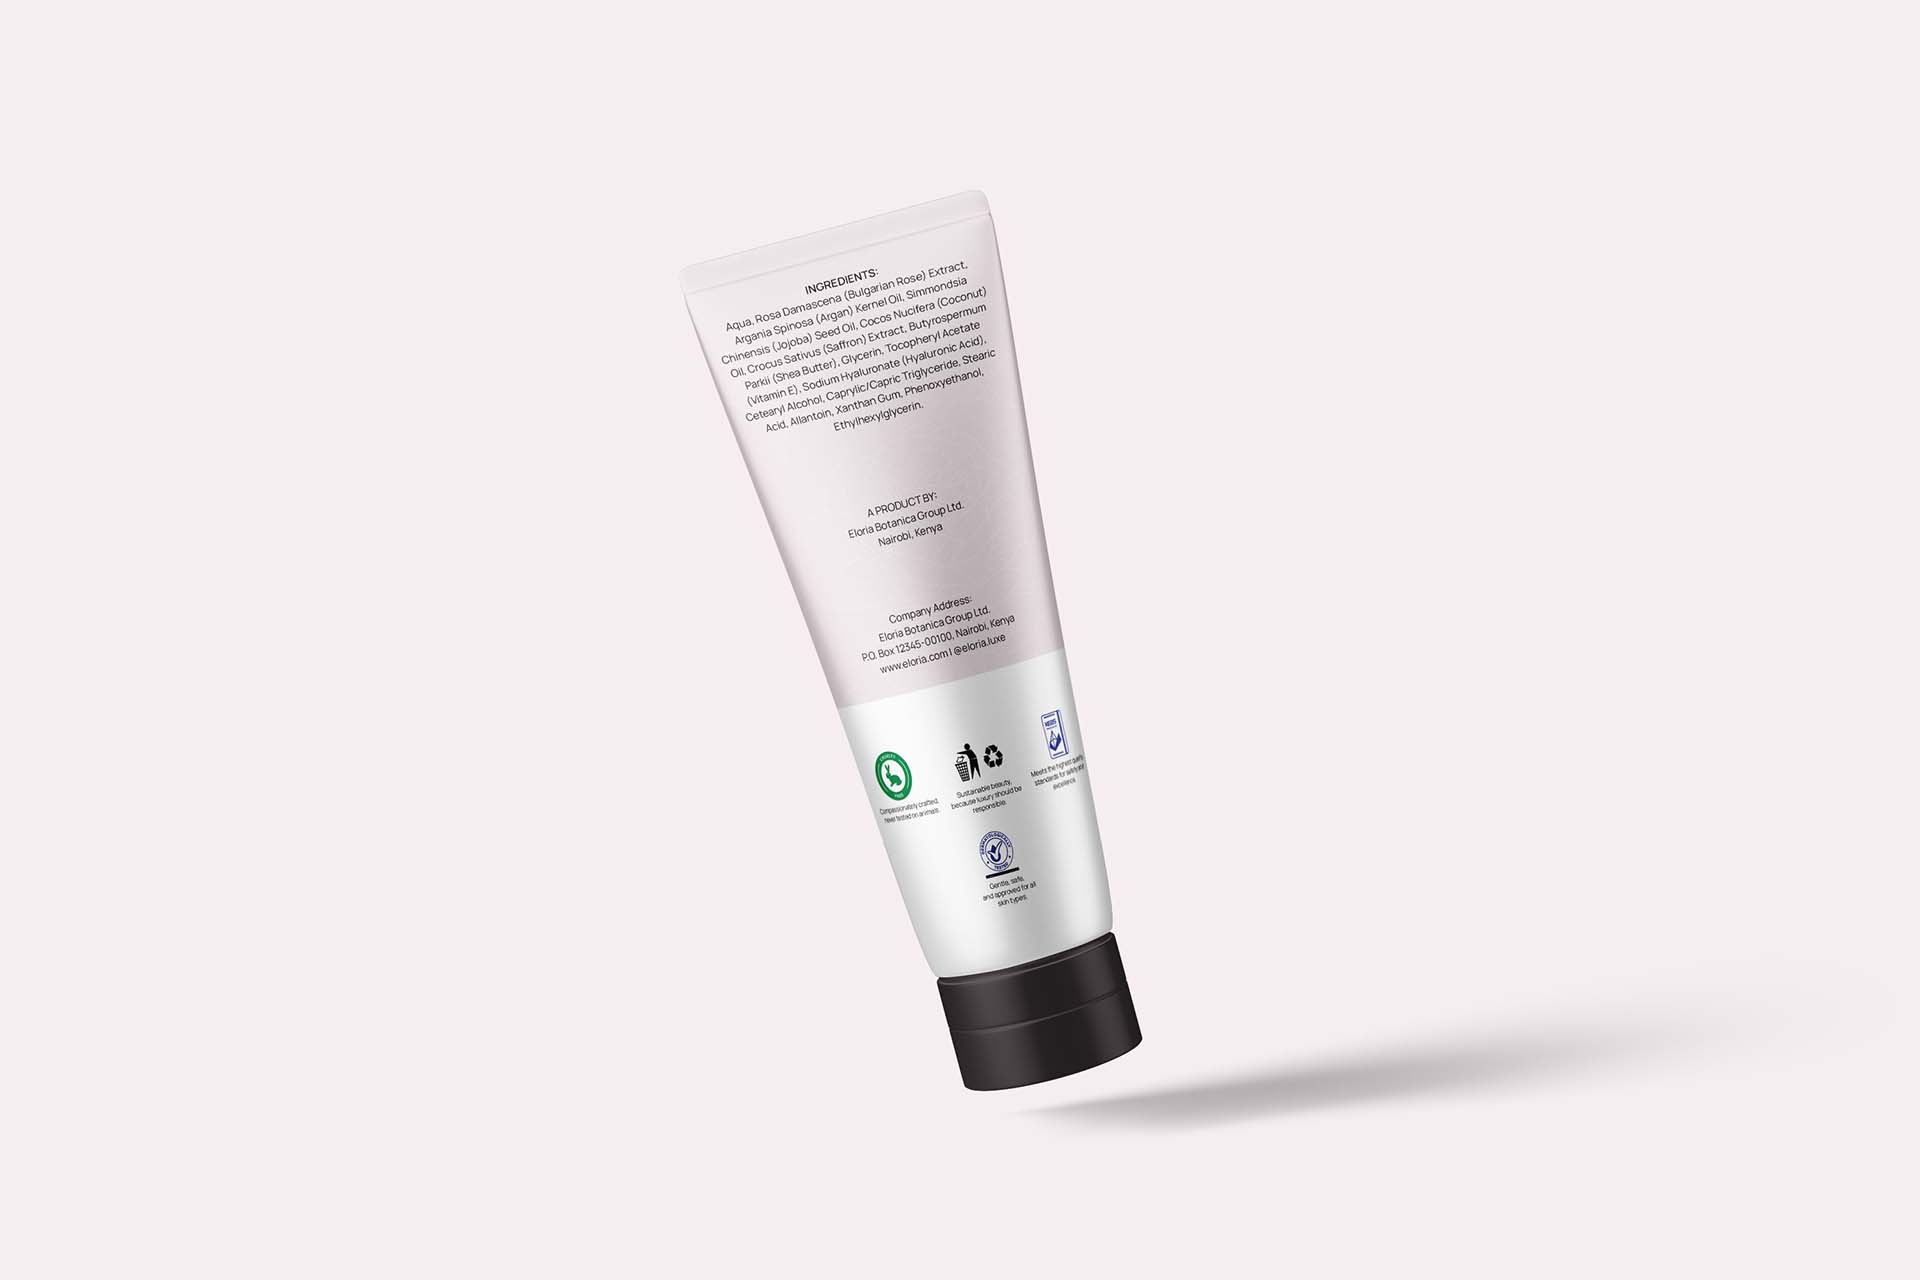 INGREDIENTS:
Aqua, Rosa Damascena (Bulgarian Rose) Extract,
Argania Spinosa (Argan) Kernel Oil, Simmondsia
Chinensis (Jojoba) Seed Oil, Cocos Nucifera (Coconut)
Oil, Crocus Sativus (Saffron) Extract, Butyrospermum
Parkii (Shea Butter), Glycerin, Tocopheryl Acetate
(Vitamin E), Sodium Hyaluronate (Hyaluronic Acid),
Cetearyl Alcohol, Caprylic/Capric Triglyceride, Stearic
Acid, Allantoin, Xanthan Gum, Phenoxyethanol,
Ethylhexylglycerin.
A PRODUCT BY:
Eloria Botanica Group Ltd.
Nairobi, Kenya
Company Address:
Eloria Botanica Group Ltd.
P.O. Box 12345-00100, Nairobi, Kenya
www.eloria.com | @eloria.luxe
CRUELTY
FREE
Compassionately crafted,
never tested on animals.
Sustainable beauty,
because luxury should be
responsible.
Meets the highest quality
standards for safety and
excellence.
DERMATOLOGICALLY
TESTED
Gentle, safe,
and approved for all
skin types.